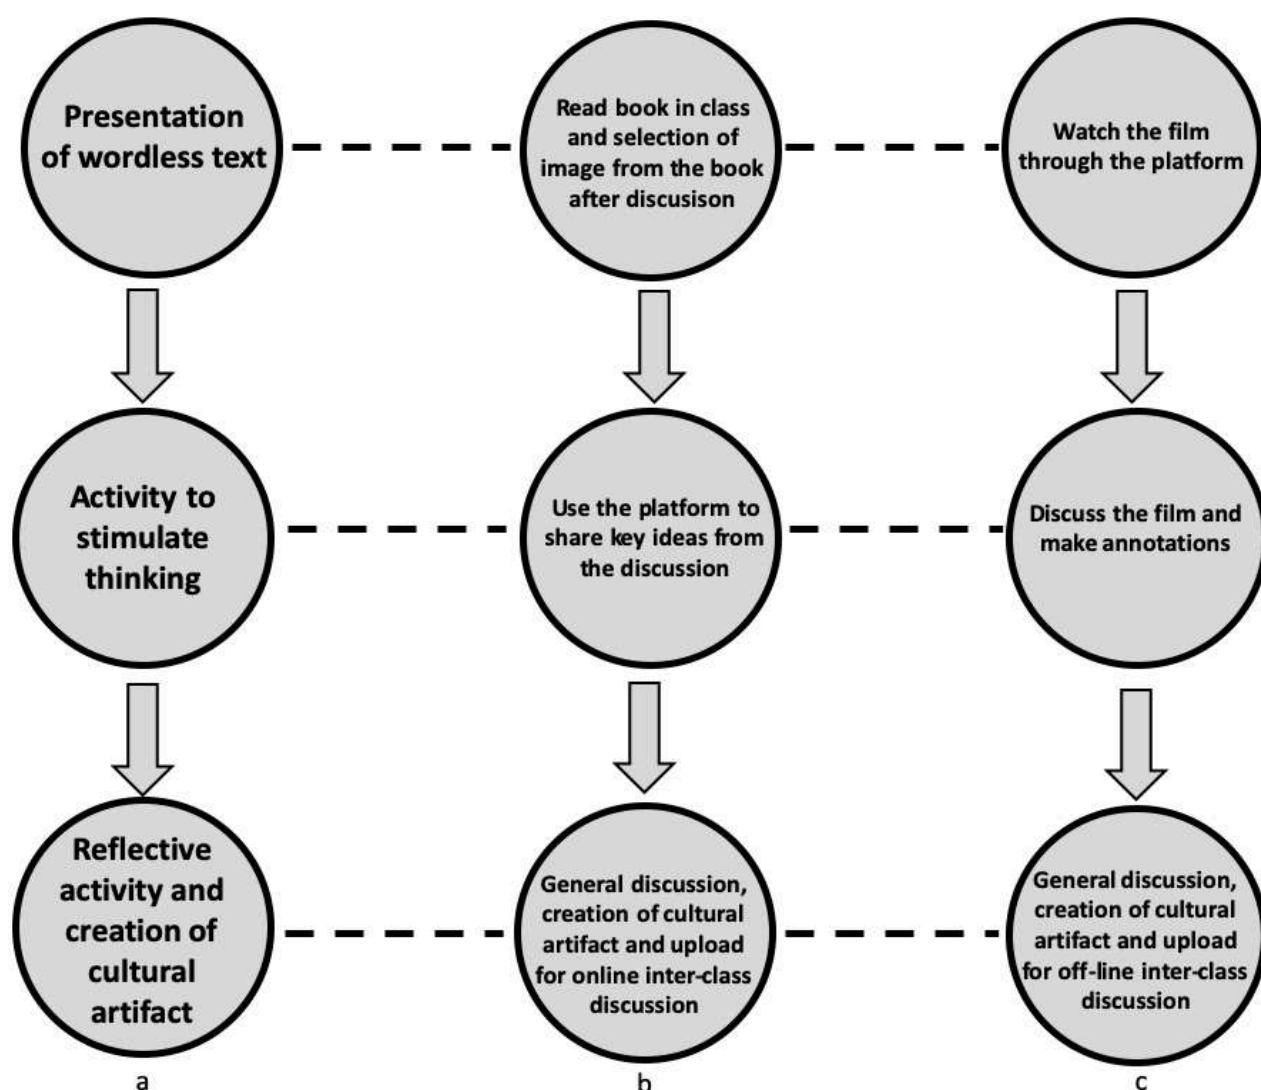 Presentation
of wordless text
Read book in class
and selection of
image from the book
after discusison
Watch the film
through the platform
Activity to
stimulate
thinking
Use the platform to
share key ideas from
the discussion
Discuss the film and
make annotations
Reflective
activity and
creation of
cultural
artifact
General discussion,
creation of cultural
artifact and upload
for online inter-class
discussion
General discussion,
creation of cultural
artifact and upload
for off-line inter-class
discussion
a
b
c